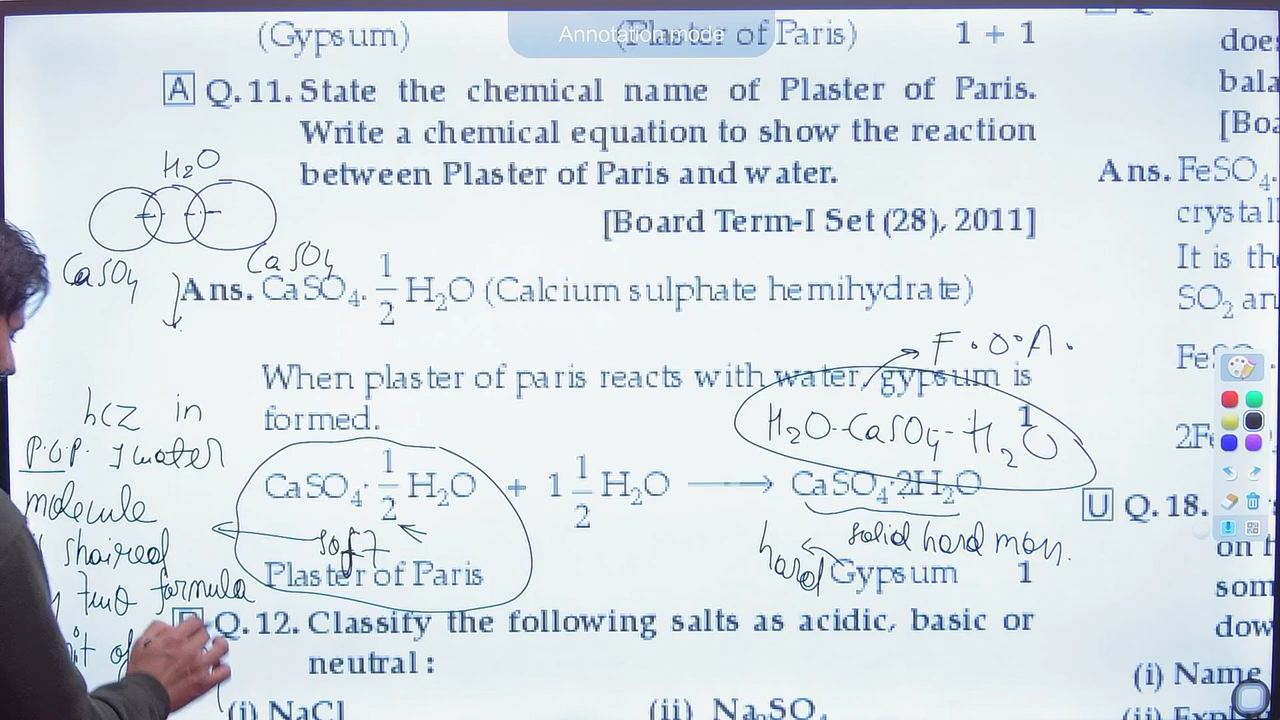 Annotation mode
(Gypsum) (Plaster of Paris) 1 + 1
A Q. 11. State the chemical name of Plaster of Paris.
Write a chemical equation to show the reaction
between Plaster of Paris and water.
[Board Term-I Set (28), 2011]
H₂O
CaSO₄ CaSO₄
Ans. CaSO₄. 1/2 H₂O (Calcium sulphate hemihydrate)
F.O.A.
When plaster of paris reacts with water, gypsum is
formed. 1
H₂O-CaSO₄-H₂O
CaSO₄. 1/2 H₂O + 1 1/2 H₂O ⟶ CaSO₄·2H₂O
soft
solid hard mass.
hard
Plaster of Paris Gypsum 1
bcz in
P.O.P. 1 water
molecule
shaired
two formula
of
Q. 12. Classify the following salts as acidic, basic or
neutral :
(i) NaCl (ii) Na₂SO₄
doe
bala
[Boa
Ans. FeSO₄.
crystal
It is th
SO₂ an
2Fe
U Q. 18.
on h
som
dow
(i) Name
(ii) Expl